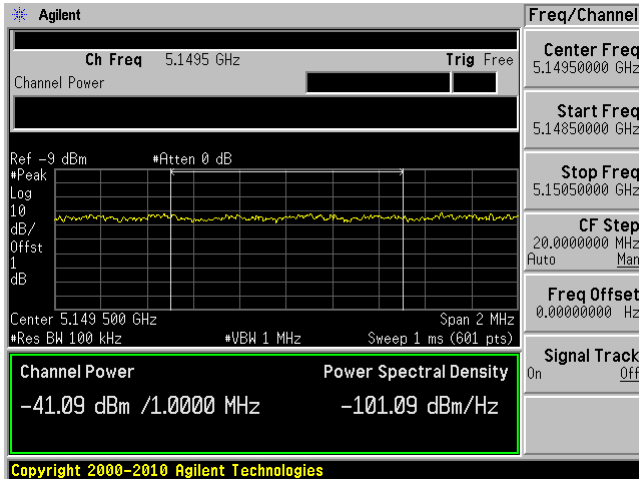 Agilent
Freq/Channel
Ch Freq 5.1495 GHz Trig Free
Channel Power
Center Freq
5.14950000 GHz
Start Freq
5.14850000 GHz
Stop Freq
5.15050000 GHz
CF Step
20.0000000 MHz
Auto Man
Freq Offset
0.00000000 Hz
Signal Track
On Off
Ref -9 dBm #Atten 0 dB
#Peak
Log
10
dB/
Offst
1
dB
Center 5.149 500 GHz Span 2 MHz
#Res BW 100 kHz #VBW 1 MHz Sweep 1 ms (601 pts)
Channel Power Power Spectral Density
-41.09 dBm /1.0000 MHz -101.09 dBm/Hz
Copyright 2000-2010 Agilent Technologies